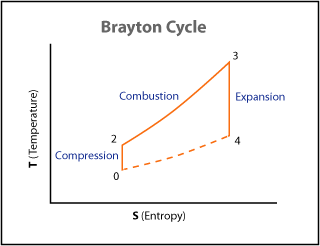 Brayton Cycle
3
Combustion
Expansion
2
4
Compression
0
T (Temperature)
S (Entropy)